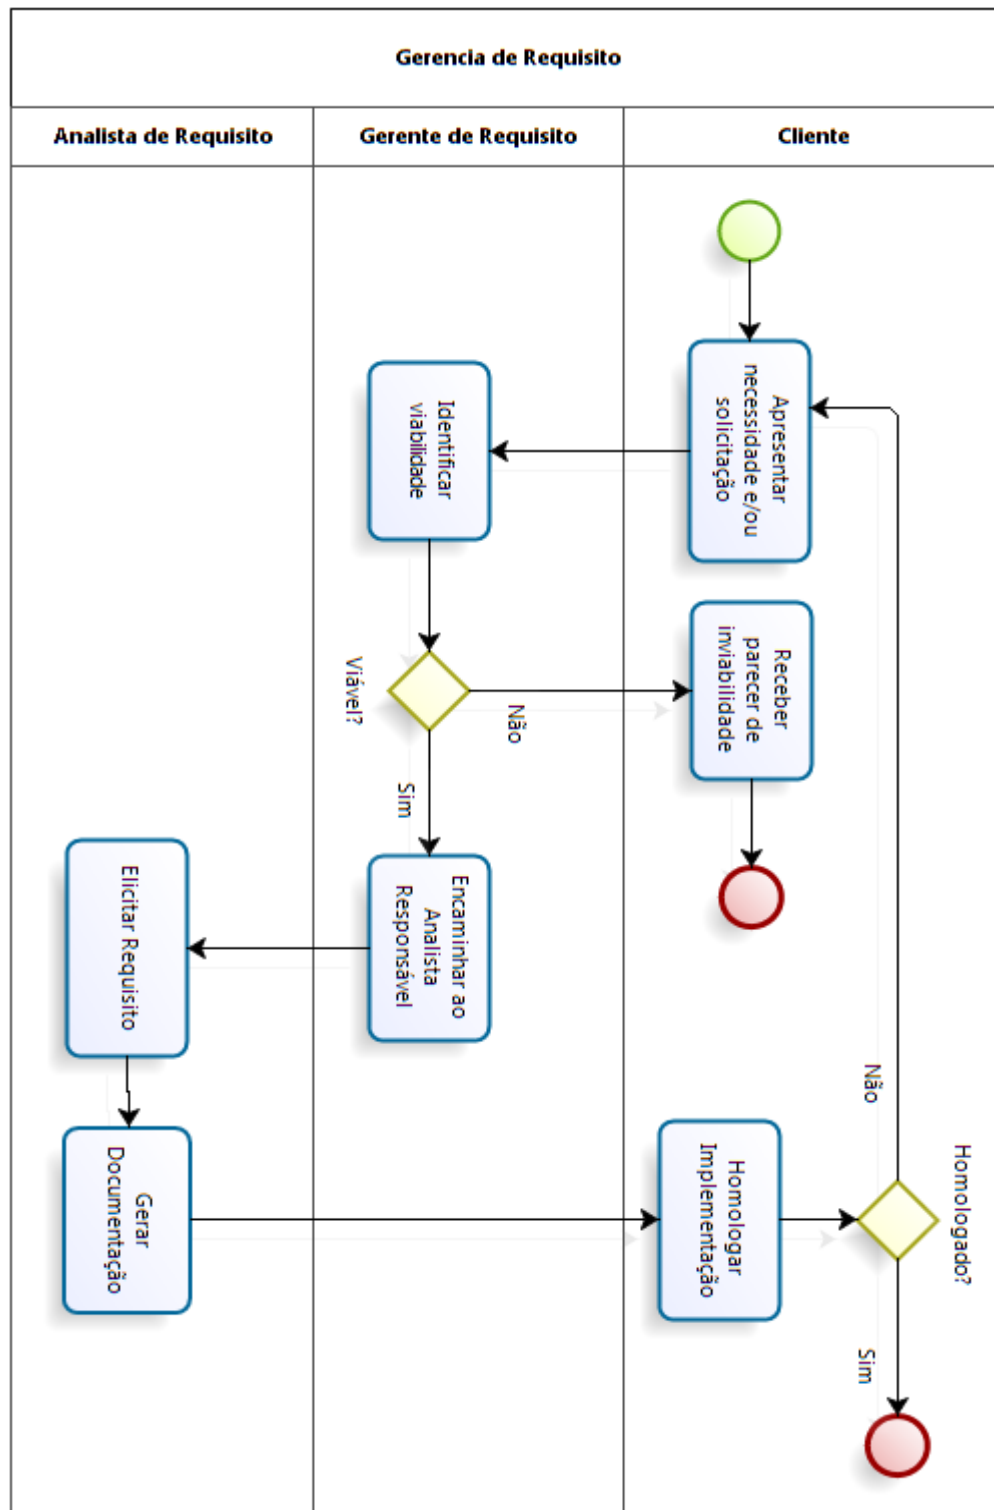 Gerencia de Requisito
Analista de Requisito
Gerente de Requisito
Cliente
Apresentar
necessidade e/ou
solicitação
Identificar
viabilidade
Viável?
Não
Receber
parecer de
inviabilidade
Sim
Encaminhar ao
Analista
Responsável
Elicitar Requisito
Gerar
Documentação
Homologar
Implementação
Homologado?
Não
Sim